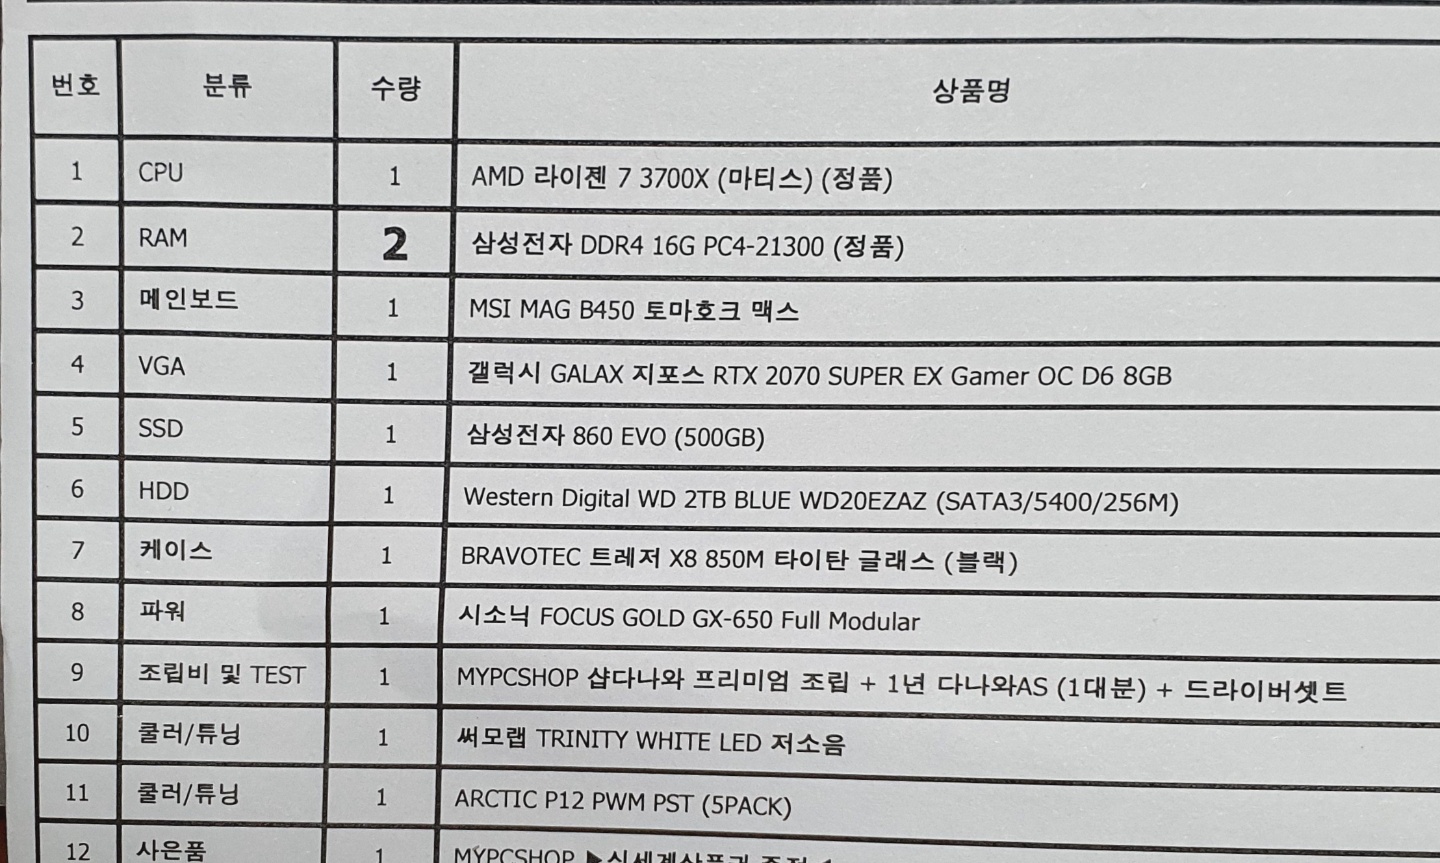 번호 분류 수량 상품명
1 CPU 1 AMD 라이젠 7 3700X (마티스) (정품)
2 RAM 2 삼성전자 DDR4 16G PC4-21300 (정품)
3 메인보드 1 MSI MAG B450 토마호크 맥스
4 VGA 1 갤럭시 GALAX 지포스 RTX 2070 SUPER EX Gamer OC D6 8GB
5 SSD 1 삼성전자 860 EVO (500GB)
6 HDD 1 Western Digital WD 2TB BLUE WD20EZAZ (SATA3/5400/256M)
7 케이스 1 BRAVOTEC 트레저 X8 850M 타이탄 글래스 (블랙)
8 파워 1 시소닉 FOCUS GOLD GX-650 Full Modular
9 조립비 및 TEST 1 MYPCSHOP 샵다나와 프리미엄 조립 + 1년 다나와AS (1대분) + 드라이버셋트
10 쿨러/튜닝 1 써모랩 TRINITY WHITE LED 저소음
11 쿨러/튜닝 1 ARCTIC P12 PWM PST (5PACK)
12 사은품 1 MYPCSHOP ▶신세계상품권